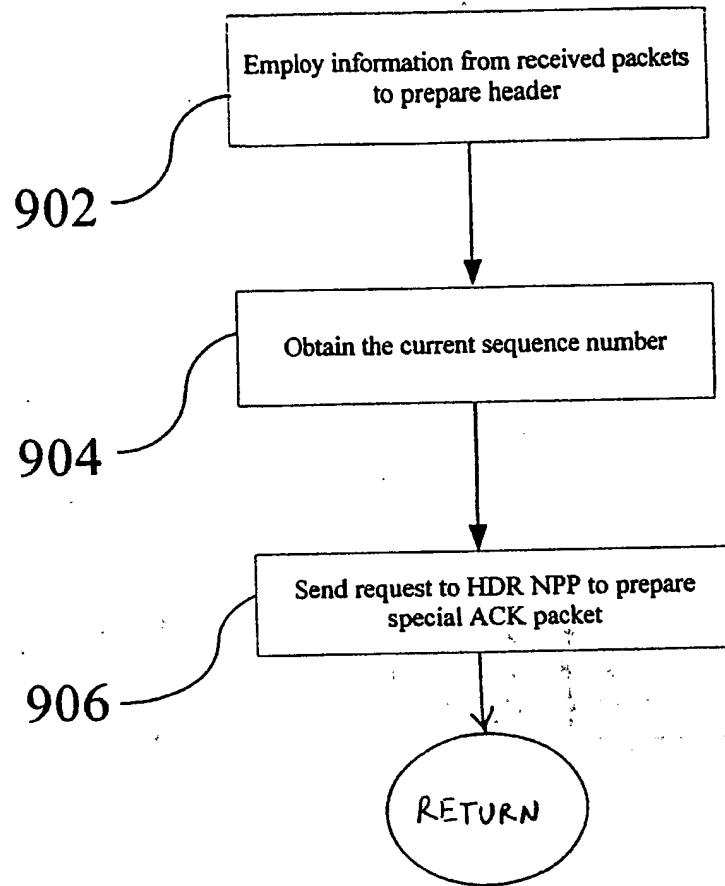 Employ information from received packets
to prepare header
902
Obtain the current sequence number
904
Send request to HDR NPP to prepare
special ACK packet
906
RETURN